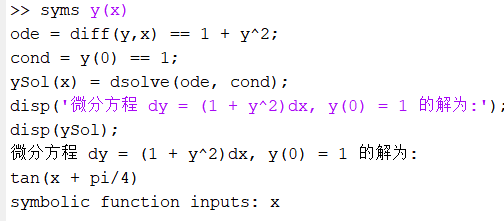 >> syms y(x)
ode = diff(y,x) == 1 + y^2;
cond = y(0) == 1;
ySol(x) = dsolve(ode, cond);
disp('微分方程 dy = (1 + y^2)dx, y(0) = 1 的解为:');
disp(ySol);
微分方程 dy = (1 + y^2)dx, y(0) = 1 的解为:
tan(x + pi/4)
symbolic function inputs: x